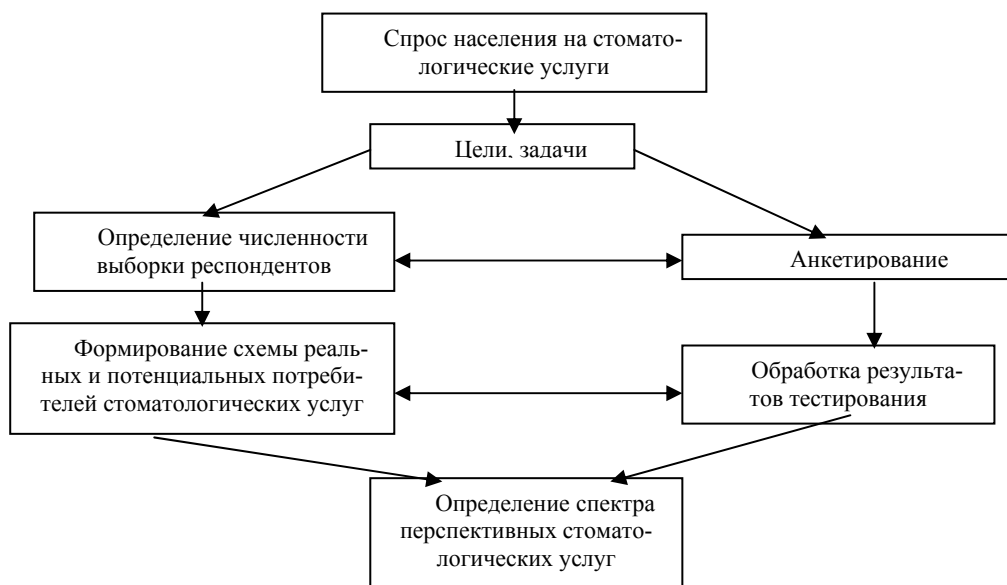 Спрос населения на стомато-
логические услуги
Цели, задачи
Определение численности
выборки респондентов
Анкетирование
Формирование схемы реаль-
ных и потенциальных потреби-
телей стоматологических услуг
Обработка результа-
тов тестирования
Определение спектра
перспективных стомато-
логических услуг